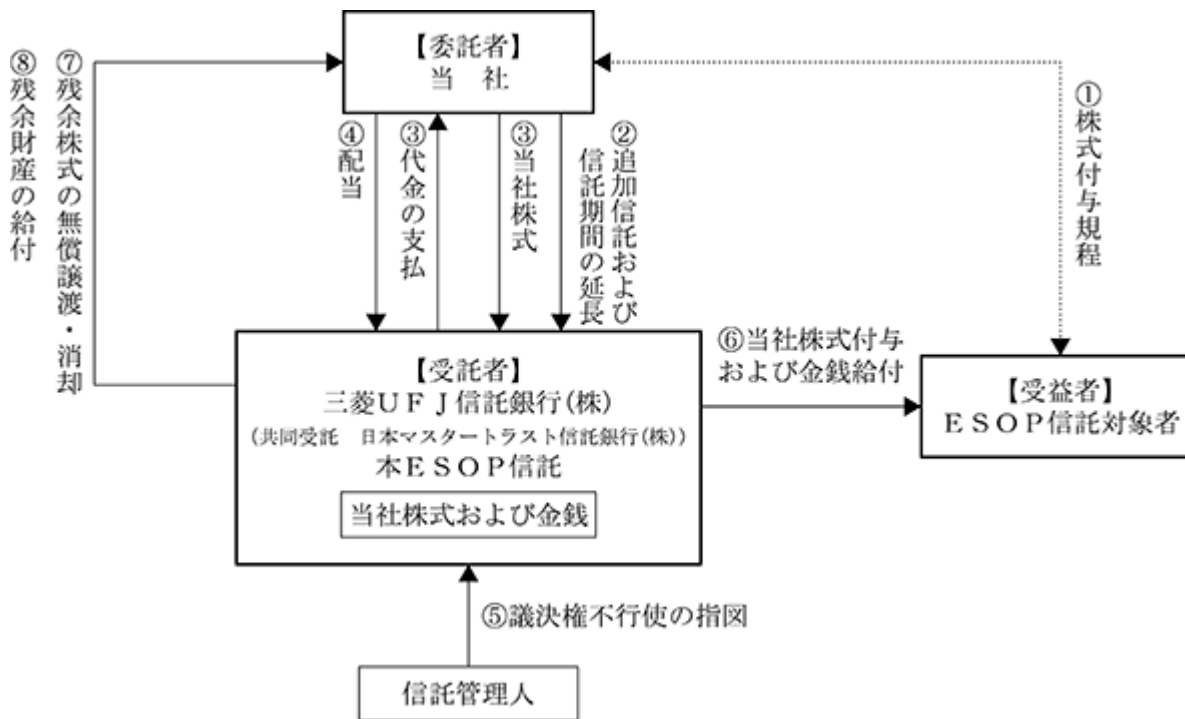 【委託者】
当　社
⑧残余財産の給付
⑦残余株式の無償譲渡・消却
④配当
③代金の支払
③当社株式
②追加信託および
信託期間の延長
①株式付与規程
【受託者】
三菱ＵＦＪ信託銀行(株)
(共同受託　日本マスタートラスト信託銀行(株))
本ＥＳＯＰ信託
当社株式および金銭
⑥当社株式付与
および金銭給付
【受益者】
ＥＳＯＰ信託対象者
⑤議決権不行使の指図
信託管理人